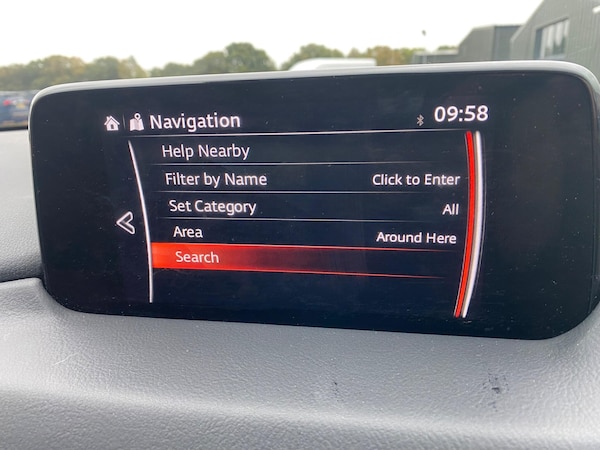 Navigation 09:58
Help Nearby
Filter by Name Click to Enter
Set Category All
Area Around Here
Search